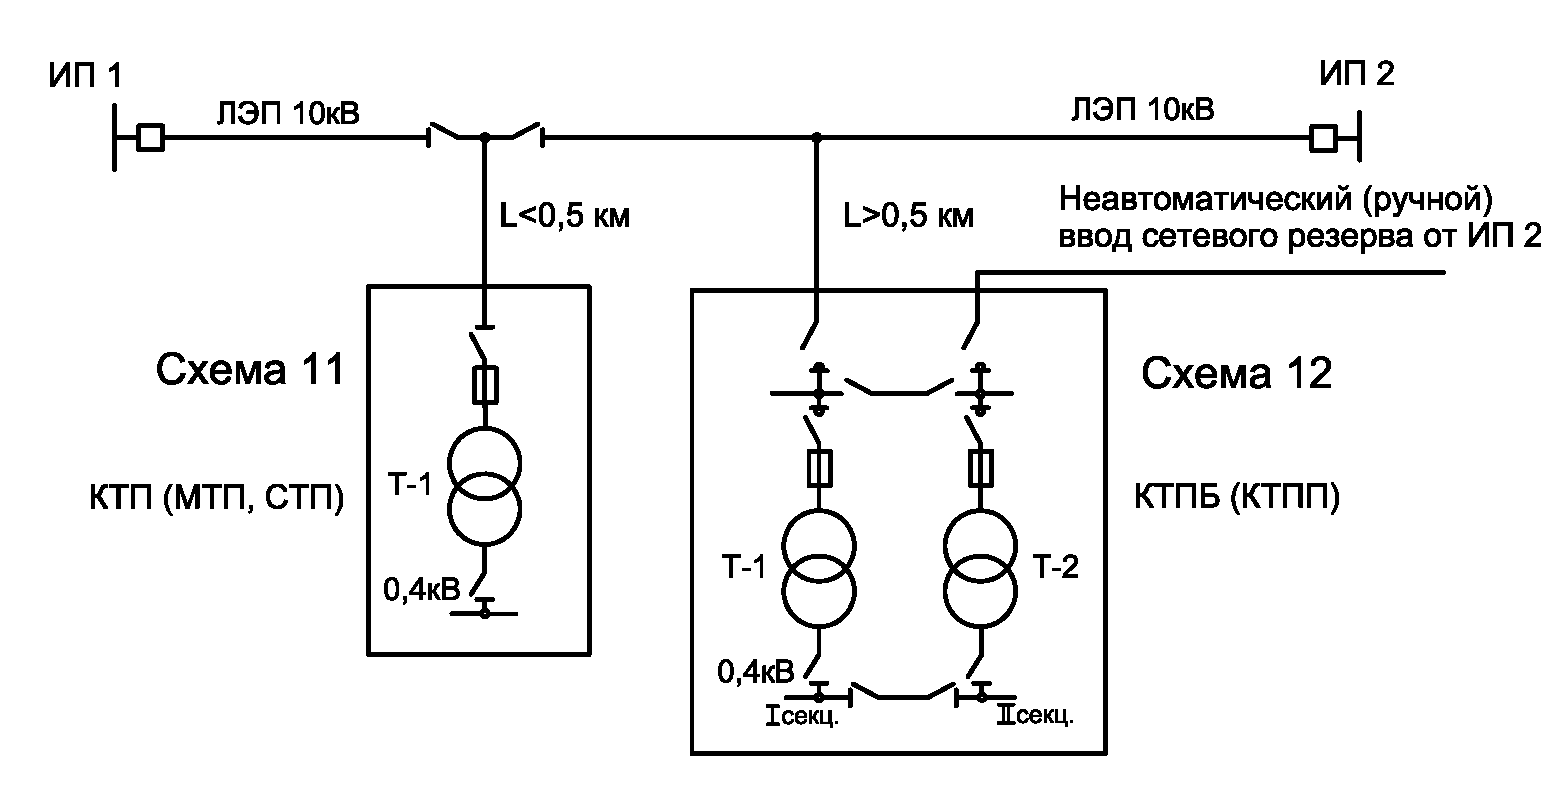 ИП 1
ИП 2
ЛЭП 10кВ
ЛЭП 10кВ
L<0,5 км
L>0,5 км
Неавтоматический (ручной)
ввод сетевого резерва от ИП 2
Схема 11
Схема 12
КТП (МТП, СТП)
Т-1
КТПБ (КТПП)
Т-1
Т-2
0,4кВ
0,4кВ
Iсекц.
IIсекц.